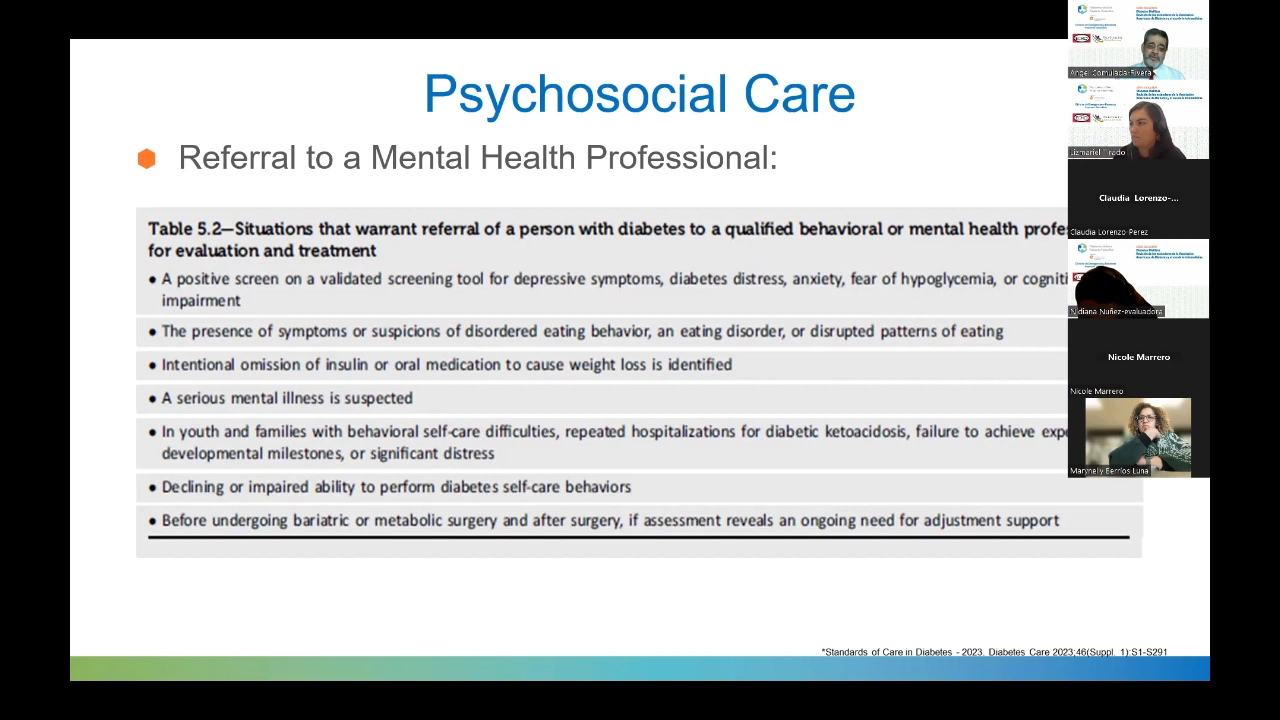 Psychosocial Care
Referral to a Mental Health Professional:
Table 5.2—Situations that warrant referral of a person with diabetes to a qualified behavioral or mental health profe
for evaluation and treatment
• A positive screen on a validated screening tool for depressive symptoms, diabetes distress, anxiety, fear of hypoglycemia, or cogniti
impairment
• The presence of symptoms or suspicions of disordered eating behavior, an eating disorder, or disrupted patterns of eating
• Intentional omission of insulin or oral medication to cause weight loss is identified
• A serious mental illness is suspected
• In youth and families with behavioral self-care difficulties, repeated hospitalizations for diabetic ketoacidosis, failure to achieve exp
developmental milestones, or significant distress
• Declining or impaired ability to perform diabetes self-care behaviors
• Before undergoing bariatric or metabolic surgery and after surgery, if assessment reveals an ongoing need for adjustment support
*Standards of Care in Diabetes - 2023. Diabetes Care 2023;46(Suppl. 1):S1-S291
Angel Comulada-Rivera
Lizmariel Tirado
Claudia Lorenzo-...
Claudia Lorenzo Perez
Nidiana Nuñez-evaluadora
Nicole Marrero
Nicole Marrero
Marynelly Berríos Luna